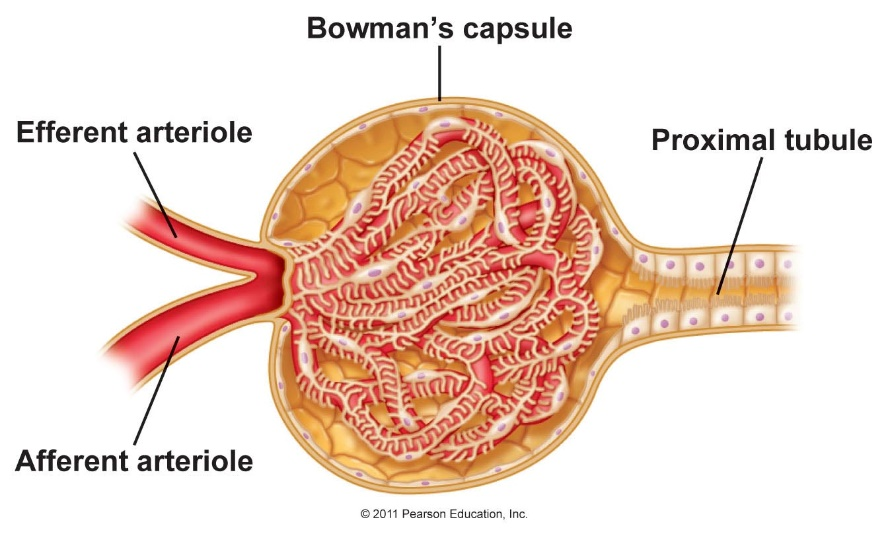 Bowman's capsule
Efferent arteriole
Proximal tubule
Afferent arteriole
© 2011 Pearson Education, Inc.